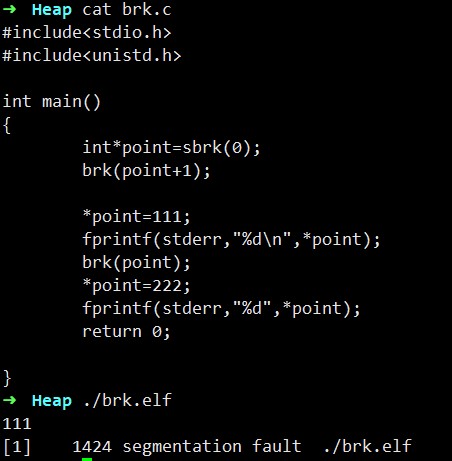 ➜ Heap cat brk.c
#include<stdio.h>
#include<unistd.h>
int main()
{
int*point=sbrk(0);
brk(point+1);
*point=111;
fprintf(stderr,"%d\n",*point);
brk(point);
*point=222;
fprintf(stderr,"%d",*point);
return 0;
}
➜ Heap ./brk.elf
111
[1] 1424 segmentation fault ./brk.elf